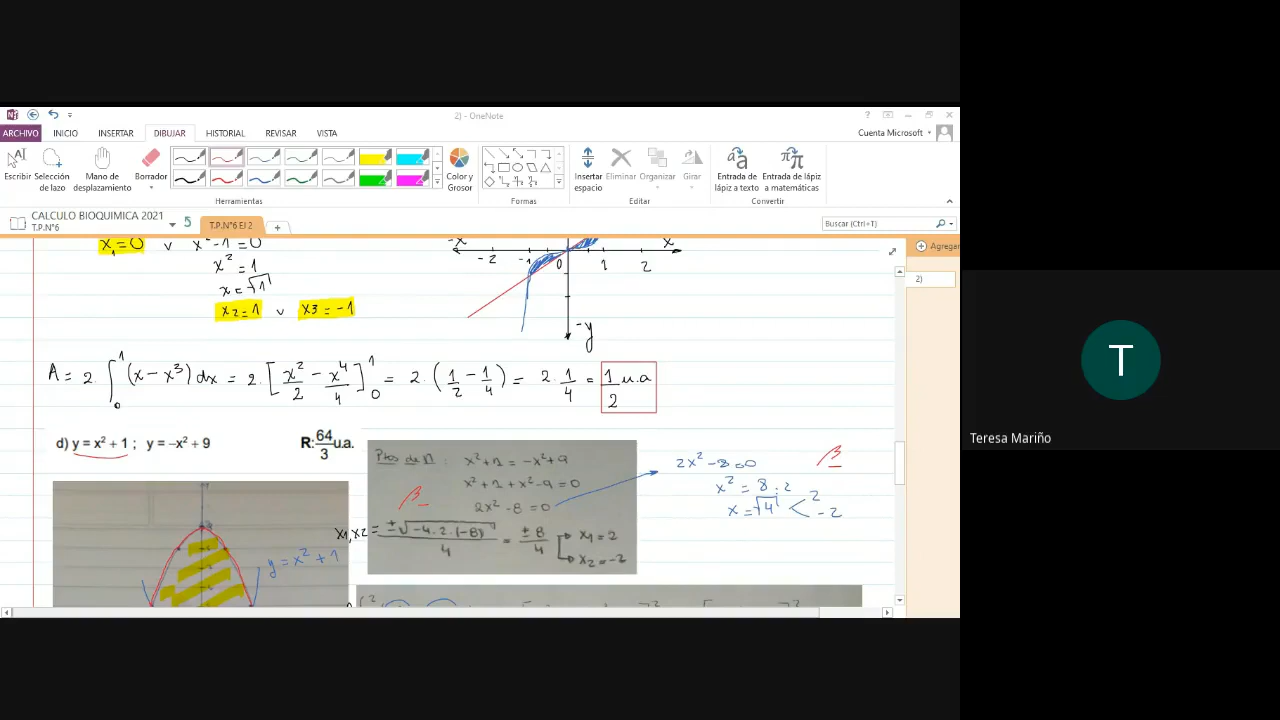 2) - OneNote
ARCHIVO INICIO INSERTAR DIBUJAR HISTORIAL REVISAR VISTA Cuenta Microsoft
Escribir Selección de lazo Mano de desplazamiento Borrador Color y Grosor Insertar espacio Eliminar Organizar Girar Entrada de lápiz a texto Entrada de lápiz a matemáticas
Herramientas Formas Editar Convertir
CALCULO BIOQUIMICA 2021
T.P.N°6
T.P.N°6 EJ 2
Buscar (Ctrl+T)
Agregar
2)
x₁=0 v x²-1=0
x² = 1
x = √1
x2=1 v x3=-1
-x x
-2 -1 0 1 2
-y
A = 2. ∫₀¹ (x - x³) dx = 2. [x²/2 - x⁴/4]₀¹ = 2. (1/2 - 1/4) = 2. 1/4 = 1/2 u.a
d) y = x² + 1 ; y = –x² + 9 R: 64/3 u.a.
Ptos de ∩: x²+1 = -x²+9
x²+1+x²-9=0
2x²-8=0
x1,x2 = ±√-4.2.(-8) / 4 = ±8/4
x1=2
x2=-2
2x²-8=0
x² = 8:2
x = √4 < 2
-2
y = x² + 1
T
Teresa Mariño